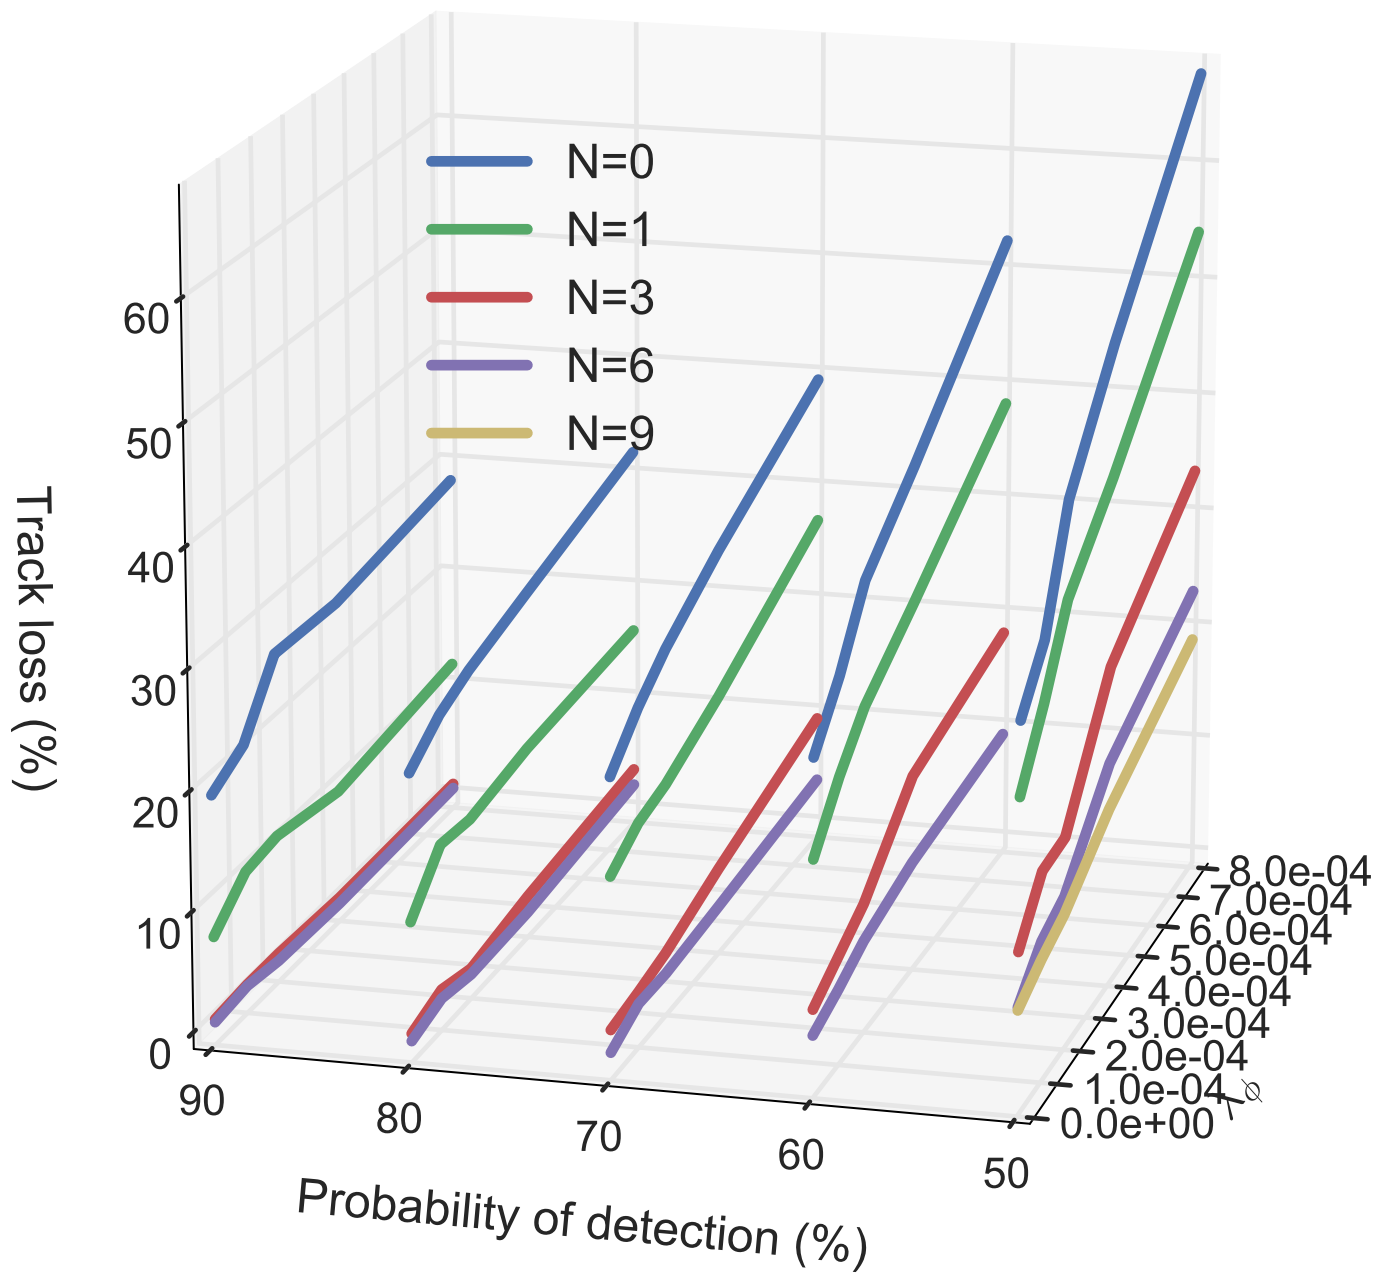 N=0
N=1
N=3
N=6
N=9
Track loss (%)
60
50
40
30
20
10
0
90
80
70
60
50
Probability of detection (%)
8.0e-04
7.0e-04
6.0e-04
5.0e-04
4.0e-04
3.0e-04
2.0e-04
1.0e-04
0.0e+00
λϕ